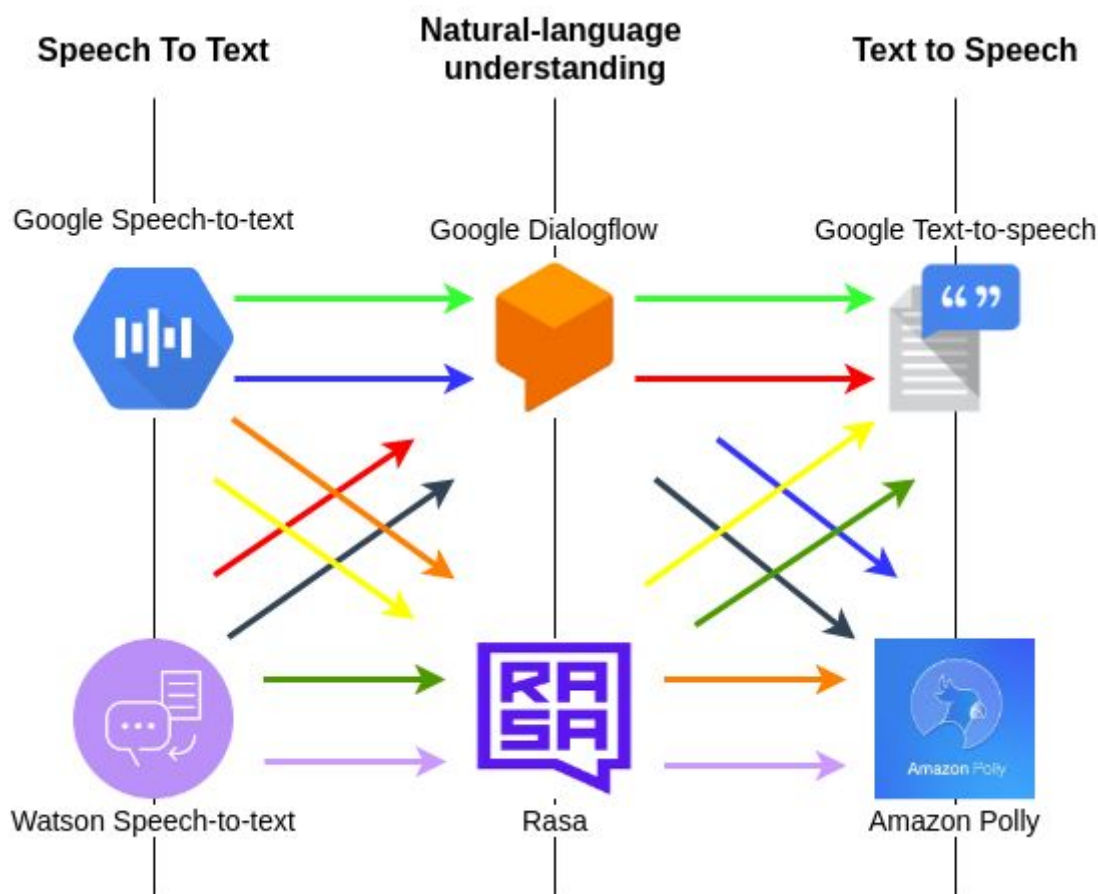 Speech To Text
Natural-language
understanding
Text to Speech
Google Speech-to-text
Google Dialogflow
Google Text-to-speech
“ ”
RA
SA
Amazon Polly
Watson Speech-to-text
Rasa
Amazon Polly